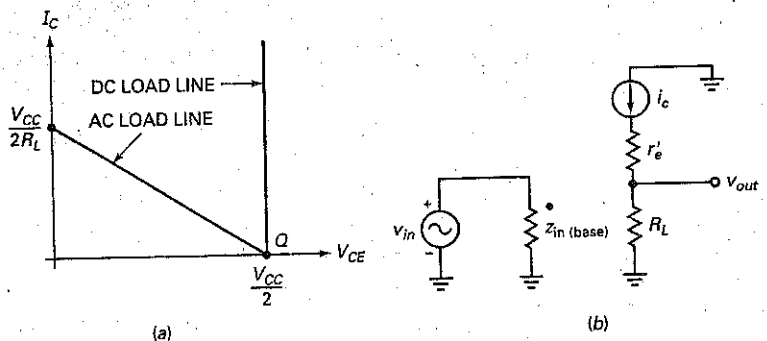 I_C
DC LOAD LINE
AC LOAD LINE
V_CC
2R_L
Q
V_CE
V_CC
2
(a)
i_c
r'_e
v_out
+
v_in
−
z_in (base)
R_L
(b)